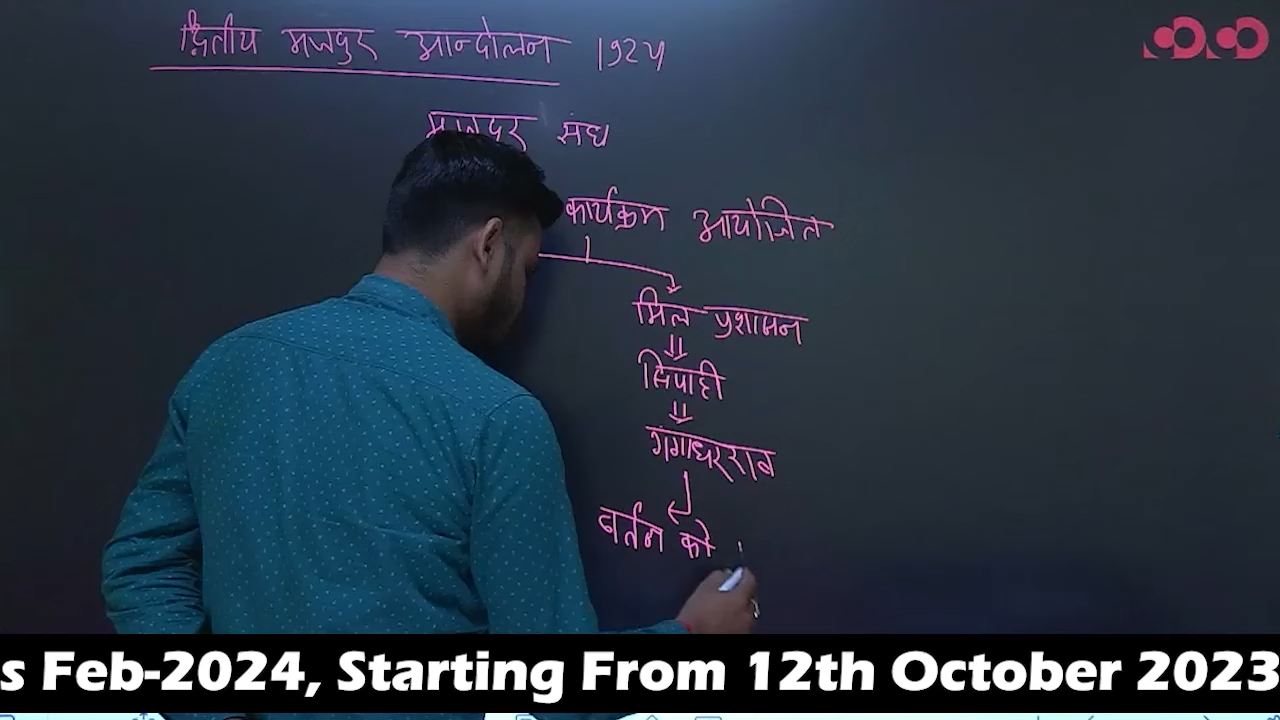 द्वितीय मजदुर आन्दोलन 1924
मजदुर संघ
कार्यक्रम आयोजित
मिल प्रशासन
सिपाही
गंगाधरराव
बर्तन को
s Feb-2024, Starting From 12th October 2023